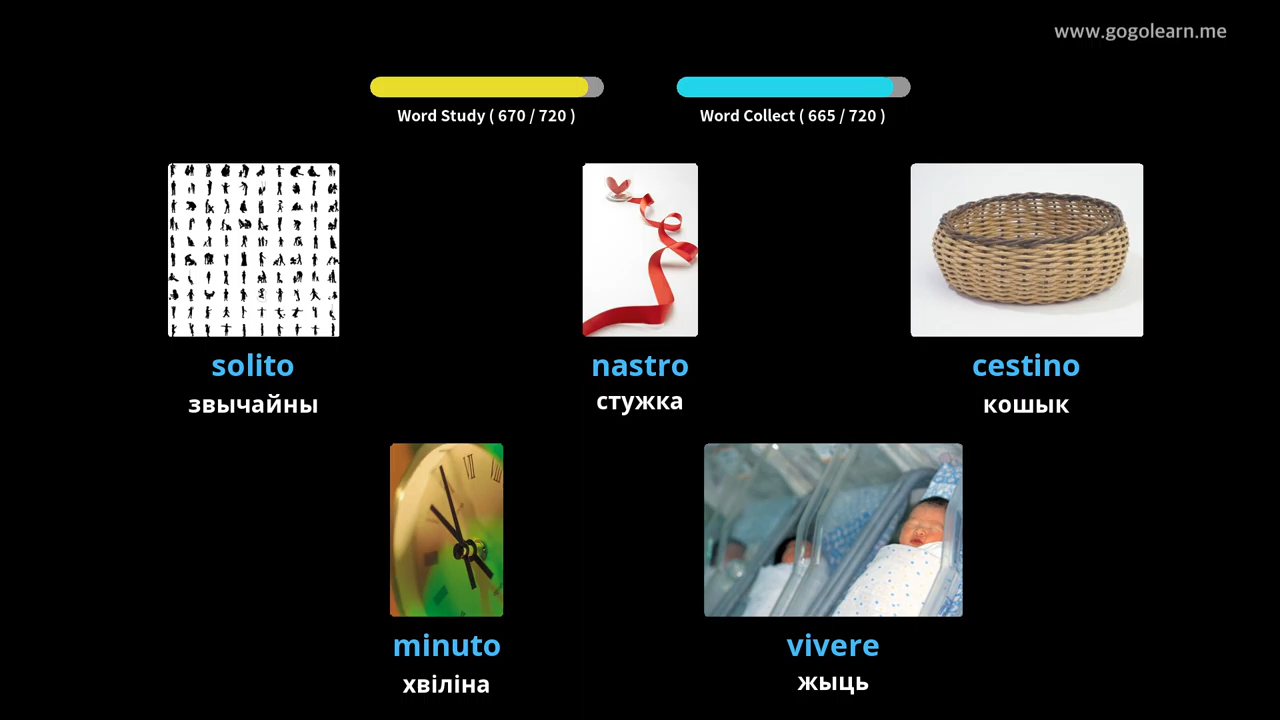 www.gogolearn.me
Word Study ( 670 / 720 )
Word Collect ( 665 / 720 )
solito
nastro
cestino
звычайны
стужка
кошык
minuto
vivere
хвіліна
жыць